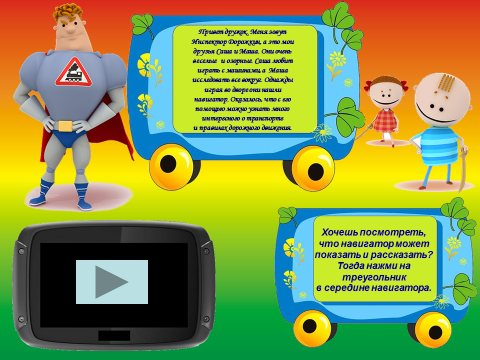 Привет дружок. Меня зовут
Инспектор Дорожкин, а это мои
друзья Саша и Маша. Они очень
веселые и озорные. Саша любит
играть с машинами, а Маша
исследовать все вокруг. Однажды
играя во дворе они нашли
навигатор. Оказалось, что с его
помощью можно узнать много
интересного о транспорте
и правилах дорожного движения.
Хочешь посмотреть,
что навигатор может
показать и рассказать?
Тогда нажми на
треугольник
в середине навигатора.